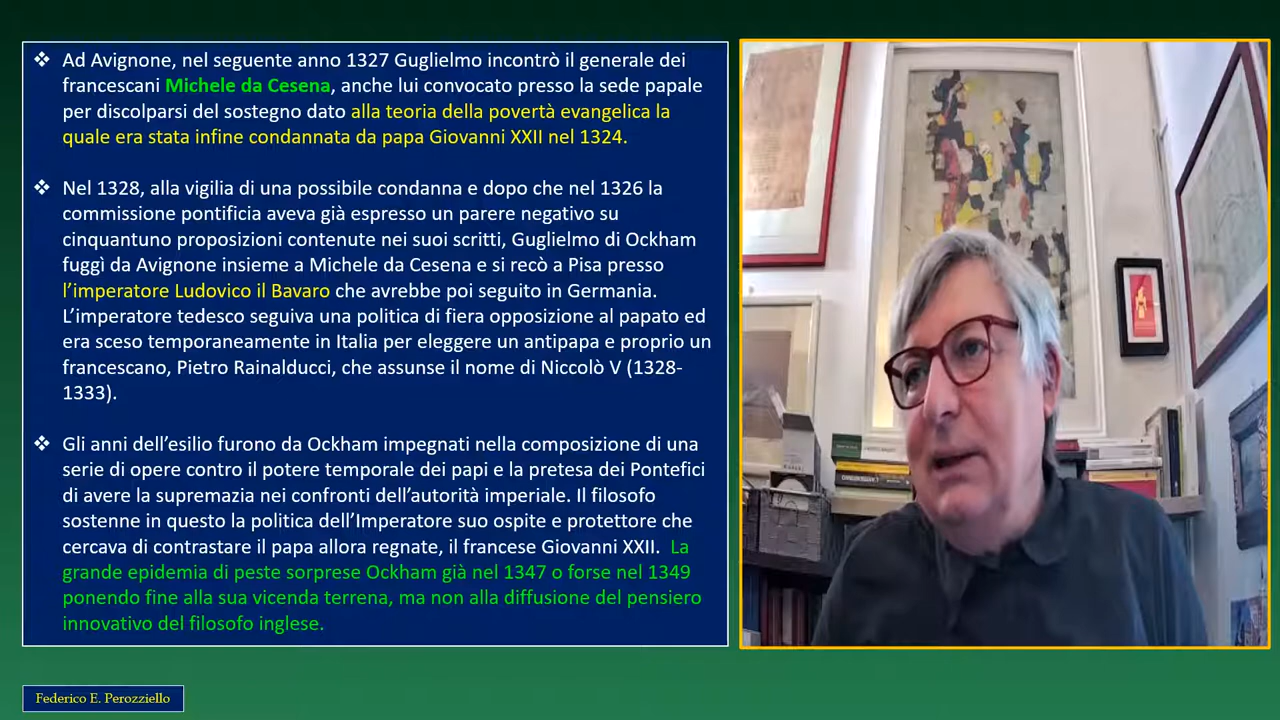 ❖ Ad Avignone, nel seguente anno 1327 Guglielmo incontrò il generale dei
francescani Michele da Cesena, anche lui convocato presso la sede papale
per discolparsi del sostegno dato alla teoria della povertà evangelica la
quale era stata infine condannata da papa Giovanni XXII nel 1324.
❖ Nel 1328, alla vigilia di una possibile condanna e dopo che nel 1326 la
commissione pontificia aveva già espresso un parere negativo su
cinquantuno proposizioni contenute nei suoi scritti, Guglielmo di Ockham
fuggì da Avignone insieme a Michele da Cesena e si recò a Pisa presso
l’imperatore Ludovico il Bavaro che avrebbe poi seguito in Germania.
L’imperatore tedesco seguiva una politica di fiera opposizione al papato ed
era sceso temporaneamente in Italia per eleggere un antipapa e proprio un
francescano, Pietro Rainalducci, che assunse il nome di Niccolò V (1328-
1333).
❖ Gli anni dell’esilio furono da Ockham impegnati nella composizione di una
serie di opere contro il potere temporale dei papi e la pretesa dei Pontefici
di avere la supremazia nei confronti dell’autorità imperiale. Il filosofo
sostenne in questo la politica dell’Imperatore suo ospite e protettore che
cercava di contrastare il papa allora regnate, il francese Giovanni XXII. La
grande epidemia di peste sorprese Ockham già nel 1347 o forse nel 1349
ponendo fine alla sua vicenda terrena, ma non alla diffusione del pensiero
innovativo del filosofo inglese.
Federico E. Perozziello